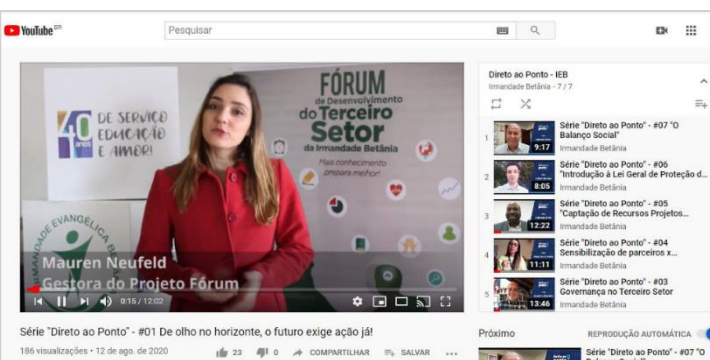 YouTube BR
Pesquisar
40 anos
DE SERVIÇO
EDUCAÇÃO
E AMOR!
FÓRUM
de Desenvolvimento
do Terceiro
Setor
da Irmandade Betânia
Mais conhecimento
prepara melhor!
IRMANDADE EVANGÉLICA
Mauren Neufeld
Gestora do Projeto Fórum
0:15 / 12:02
Série "Direto ao Ponto" - #01 De olho no horizonte, o futuro exige ação já!
186 visualizações • 12 de ago. de 2020
23
0
COMPARTILHAR
SALVAR
Direto ao Ponto - IEB
Irmandade Betânia - 7 / 7
1
9:17
Série "Direto ao Ponto" - #07 "O
Balanço Social"
Irmandade Betânia
2
8:05
Série "Direto ao Ponto" - #06
"Introdução à Lei Geral de Proteção d...
Irmandade Betânia
3
12:22
Série "Direto ao Ponto" - #05
"Captação de Recursos Projetos...
Irmandade Betânia
4
11:11
Série "Direto ao Ponto" - #04
Sensibilização de parceiros x...
Irmandade Betânia
5
13:46
Série "Direto ao Ponto" - #03
Governança no Terceiro Setor
Irmandade Betânia
Próximo
REPRODUÇÃO AUTOMÁTICA
Série "Direto ao Ponto" - #07 "O